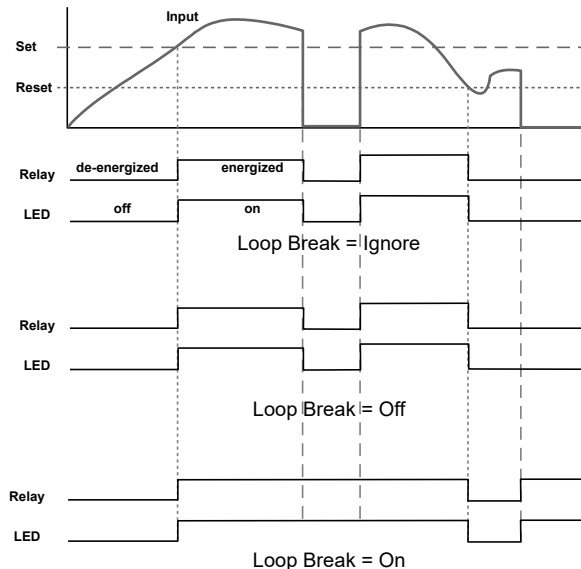 Input
Set
Reset
Relay de-energized energized
LED off on
Loop Break = Ignore
Relay
LED
Loop Break = Off
Relay
LED
Loop Break = On